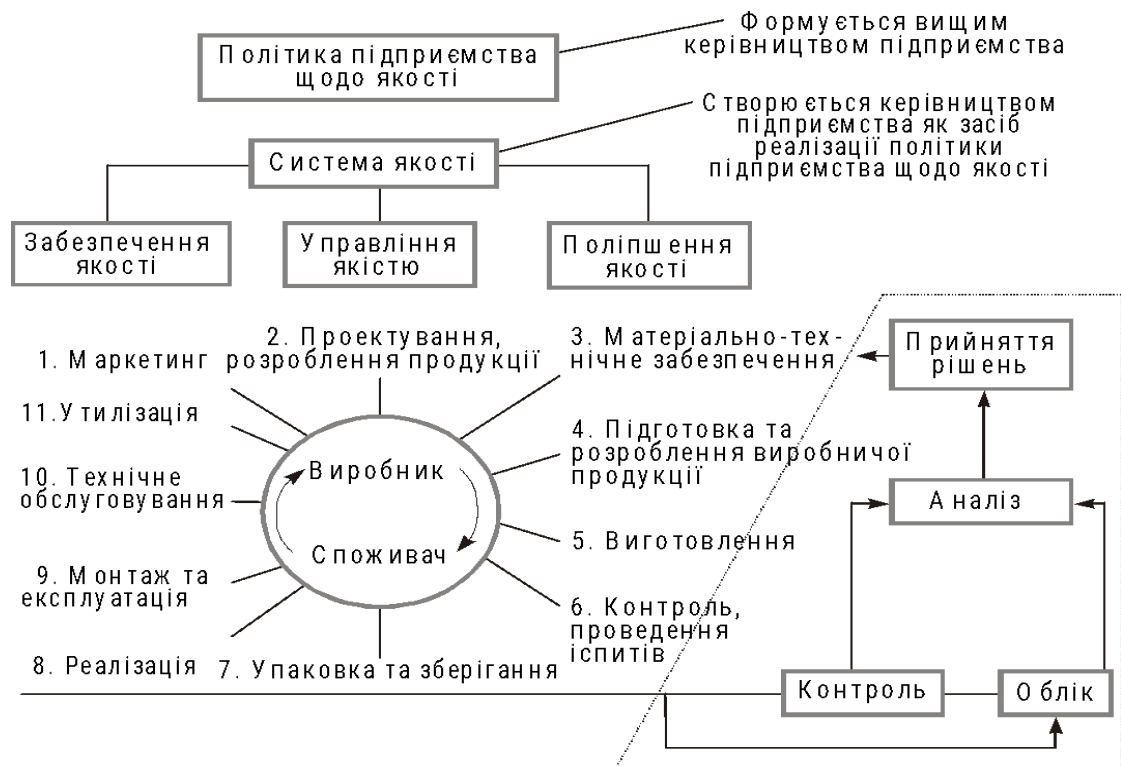 Політика підприємства
щодо якості
Формується вищим
керівництвом підприємства
Система якості
Створюється керівництвом
підприємства як засіб
реалізації політики
підприємства щодо якості
Забезпечення
якості
Управління
якістю
Поліпшення
якості
1. Маркетинг
2. Проектування,
розроблення продукції
3. Матеріально-тех-
нічне забезпечення
4. Підготовка та
розроблення виробничої
продукції
5. Виготовлення
6. Контроль,
проведення
іспитів
7. Упаковка та зберігання
8. Реалізація
9. Монтаж та
експлуатація
10. Технічне
обслуговування
11.Утилізація
Виробник
Споживач
Прийняття
рішень
Аналіз
Контроль
Облік